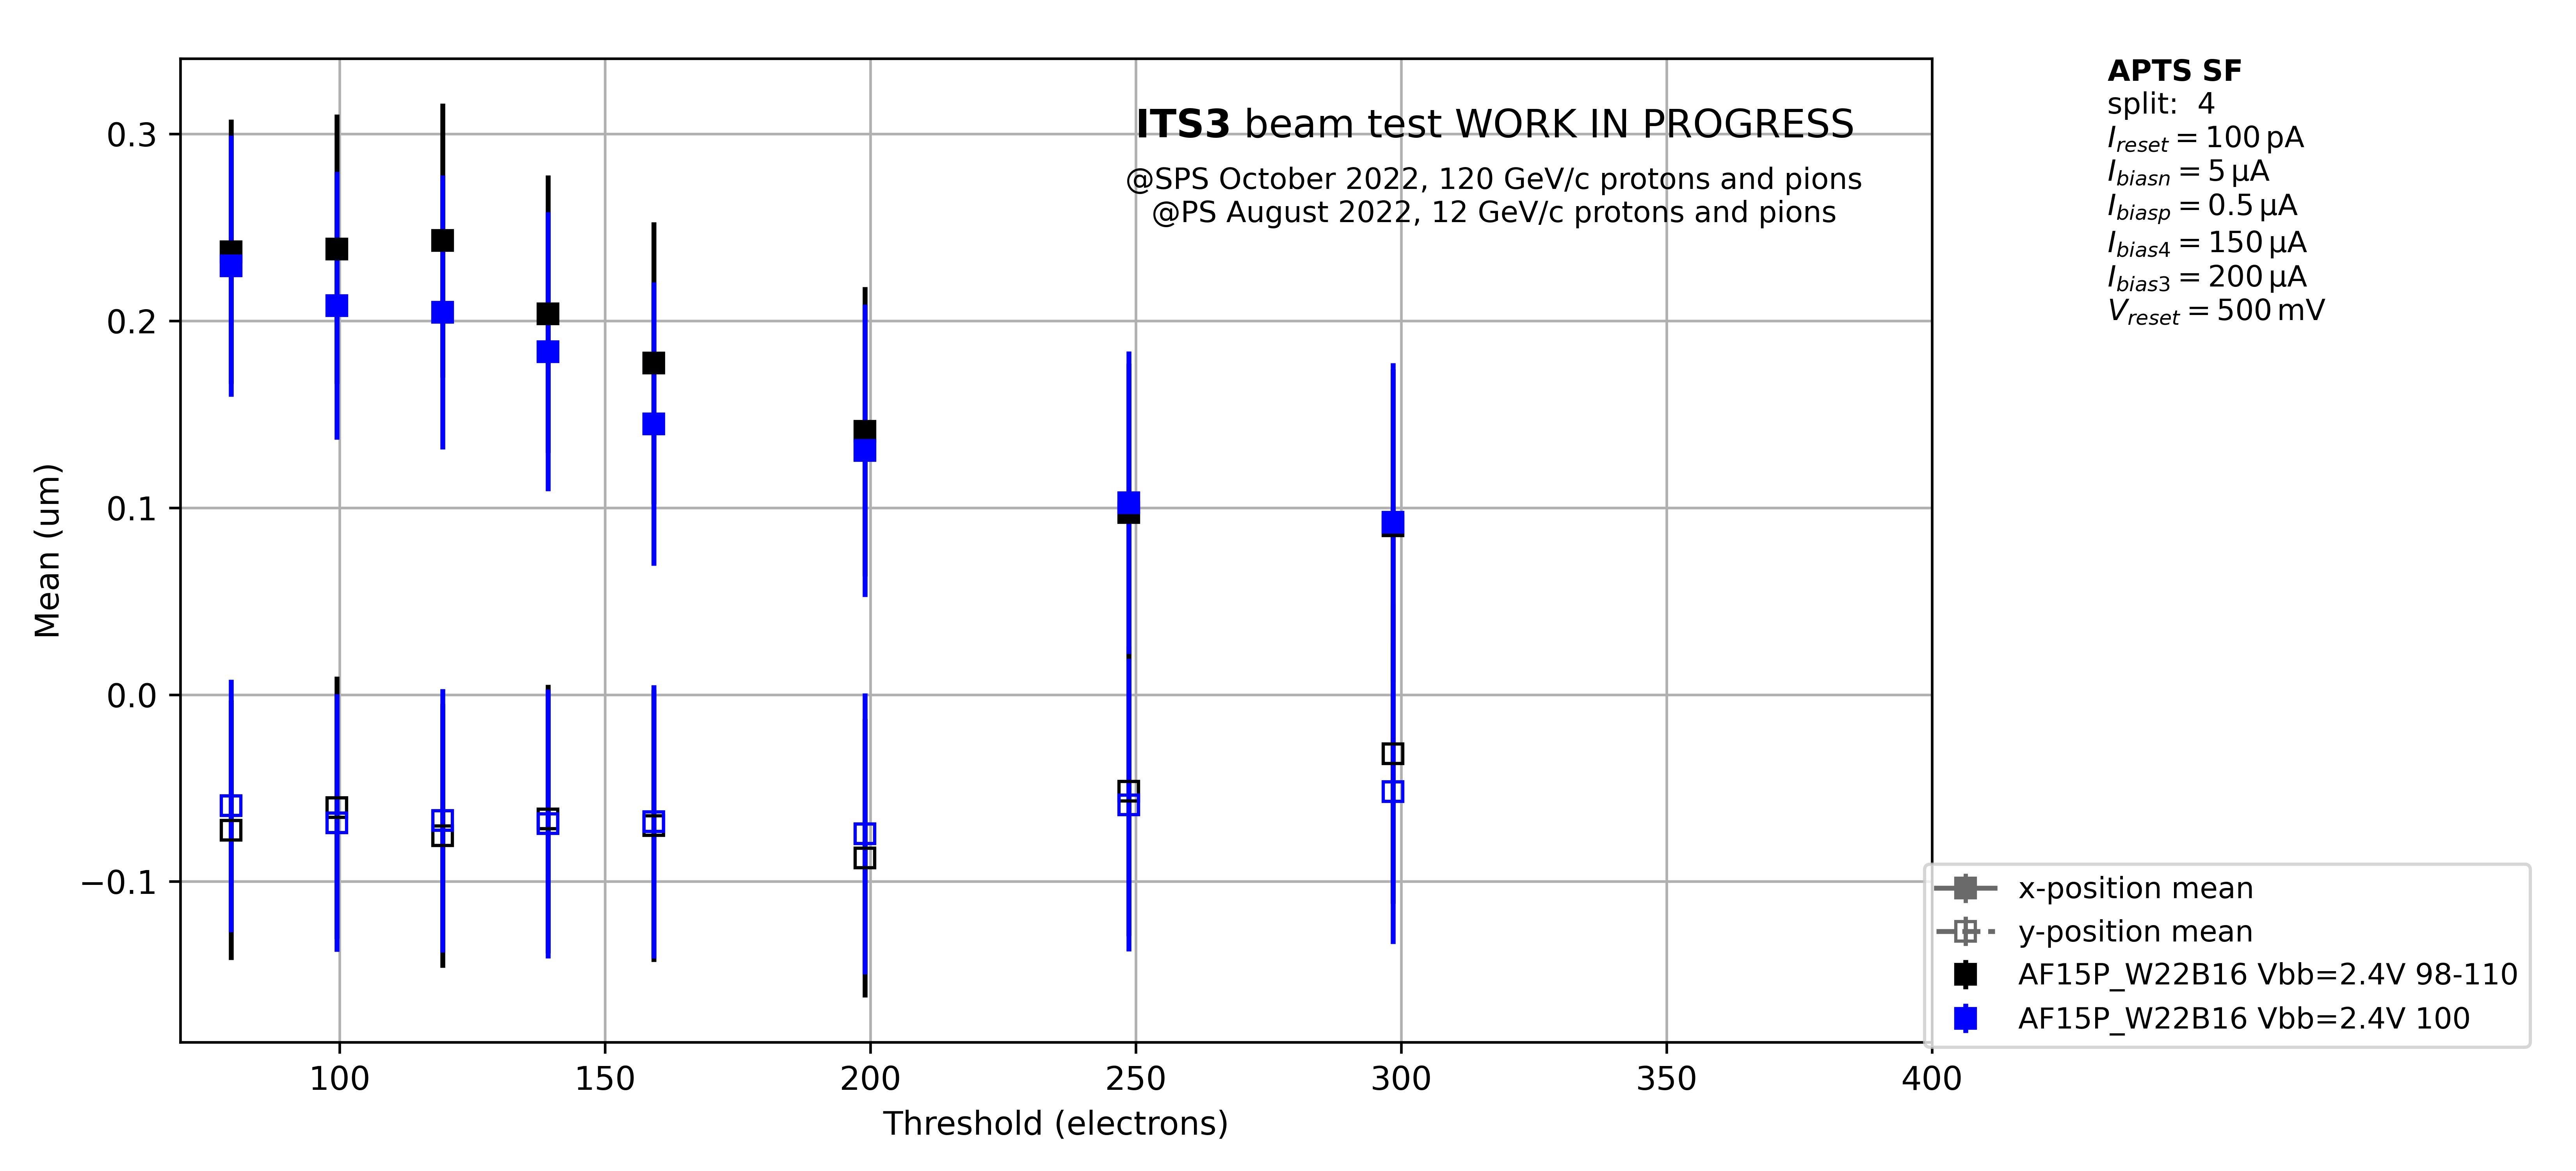 ITS3 beam test WORK IN PROGRESS
@SPS October 2022, 120 GeV/c protons and pions
@PS August 2022, 12 GeV/c protons and pions
APTS SF
split: 4
I_reset = 100 pA
I_biasn = 5 μA
I_biasp = 0.5 μA
I_bias4 = 150 μA
I_bias3 = 200 μA
V_reset = 500 mV
Mean (um)
0.3
0.2
0.1
0.0
−0.1
100 150 200 250 300 350 400
Threshold (electrons)
x-position mean
y-position mean
AF15P_W22B16 Vbb=2.4V 98-110
AF15P_W22B16 Vbb=2.4V 100